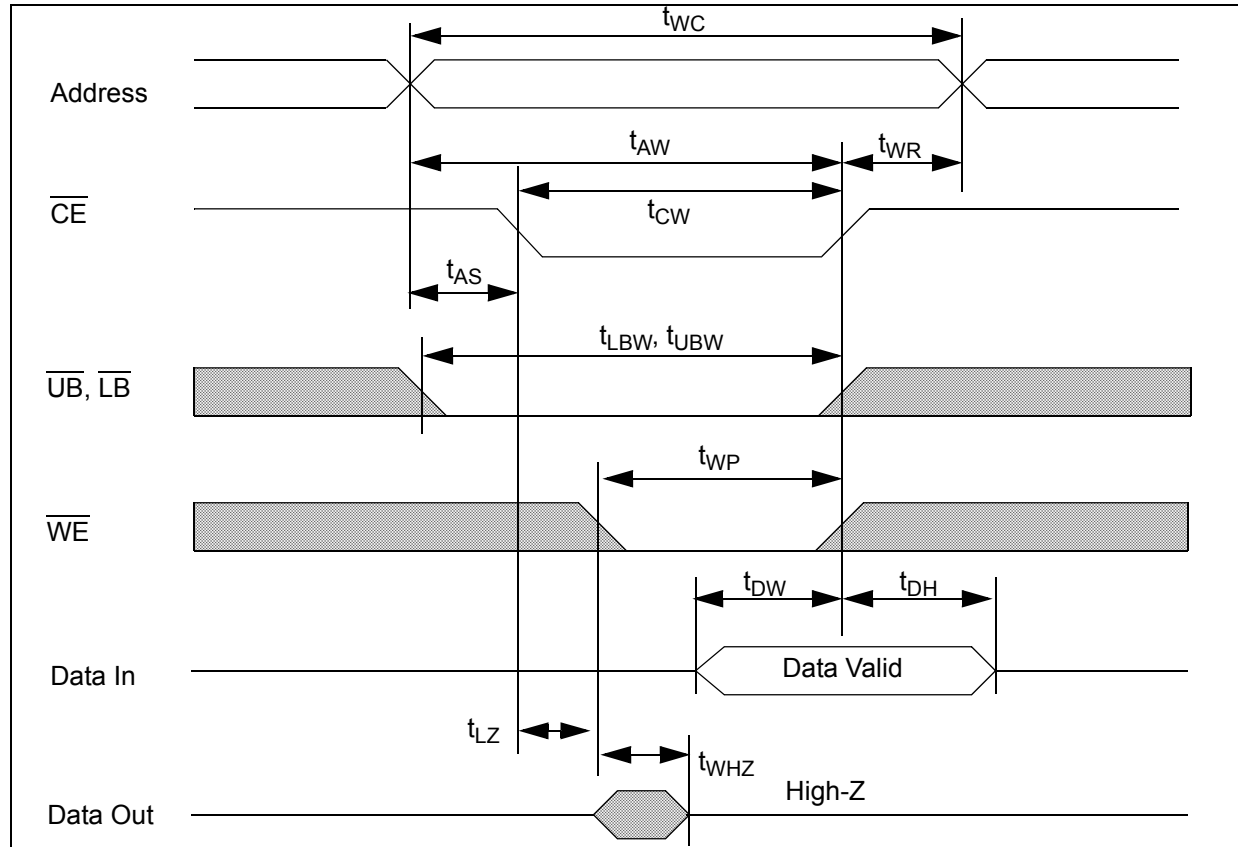 tWC
Address
tAW
tWR
CE
tCW
tAS
tLBW, tUBW
UB, LB
tWP
WE
tDW
tDH
Data In
Data Valid
tLZ
tWHZ
High-Z
Data Out